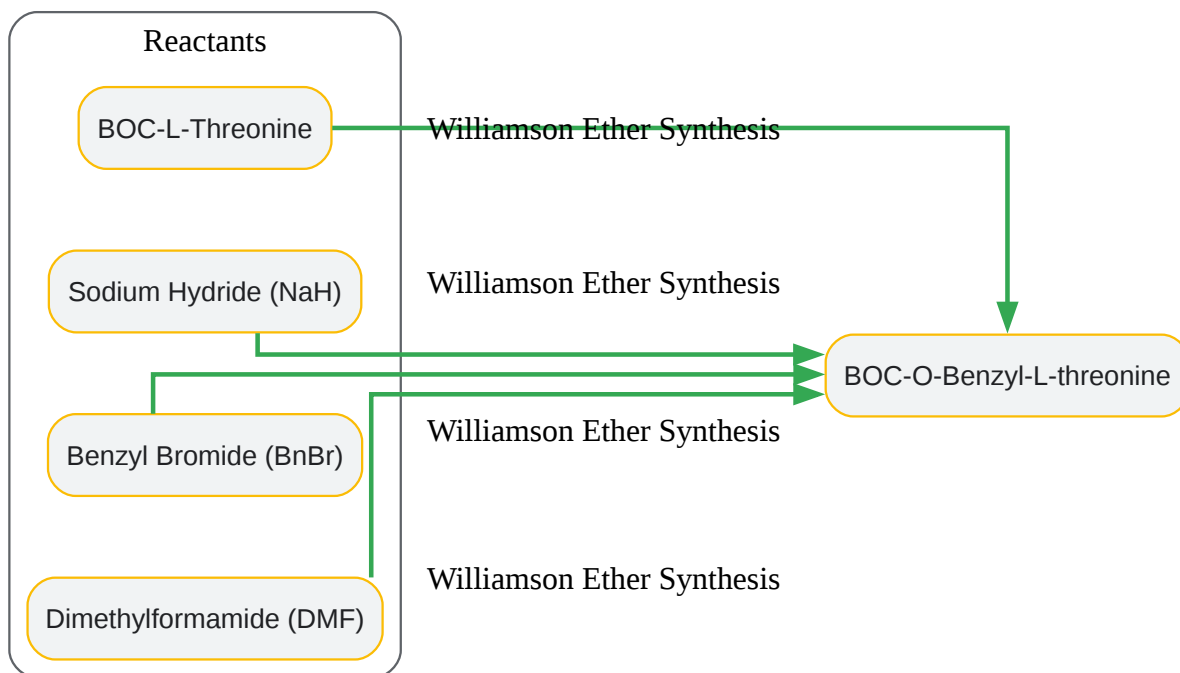 Reactants
BOC-L-Threonine
Williamson Ether Synthesis
Sodium Hydride (NaH)
Williamson Ether Synthesis
BOC-O-Benzyl-L-threonine
Benzyl Bromide (BnBr)
Williamson Ether Synthesis
Dimethylformamide (DMF)
Williamson Ether Synthesis